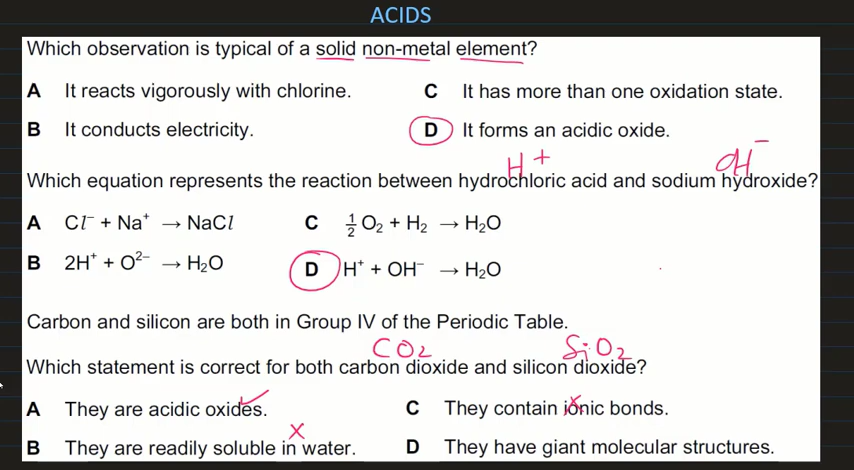 ACIDS
Which observation is typical of a solid non-metal element?
A It reacts vigorously with chlorine. C It has more than one oxidation state.
B It conducts electricity. D It forms an acidic oxide.
H+ OH⁻
Which equation represents the reaction between hydrochloric acid and sodium hydroxide?
A Cl⁻ + Na⁺ → NaCl C ½ O₂ + H₂ → H₂O
B 2H⁺ + O²⁻ → H₂O D H⁺ + OH⁻ → H₂O
Carbon and silicon are both in Group IV of the Periodic Table.
CO₂ SiO₂
Which statement is correct for both carbon dioxide and silicon dioxide?
A They are acidic oxides. C They contain ionic bonds.
B They are readily soluble in water. D They have giant molecular structures.